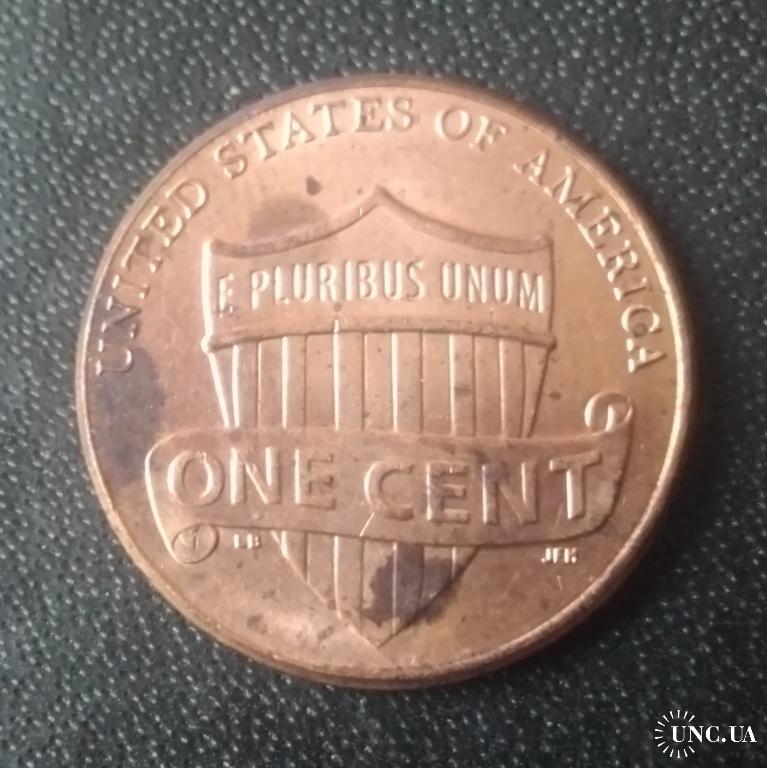 UNITED STATES OF AMERICA
E PLURIBUS UNUM
ONE CENT
LB JFM
UNC.UA